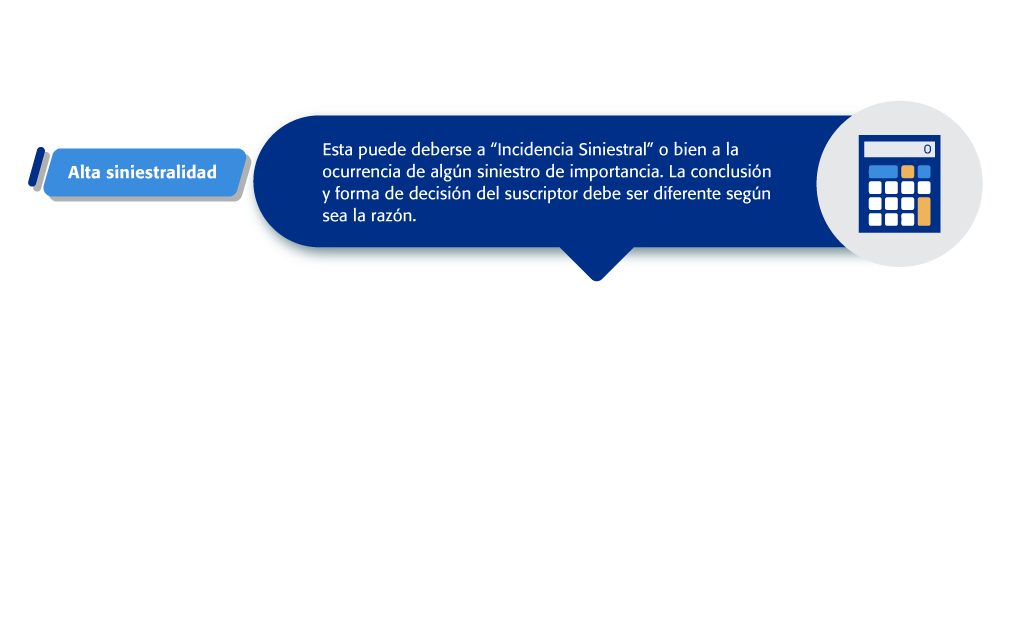 Alta siniestralidad
Esta puede deberse a “Incidencia Siniestral” o bien a la
ocurrencia de algún siniestro de importancia. La conclusión
y forma de decisión del suscriptor debe ser diferente según
sea la razón.
0